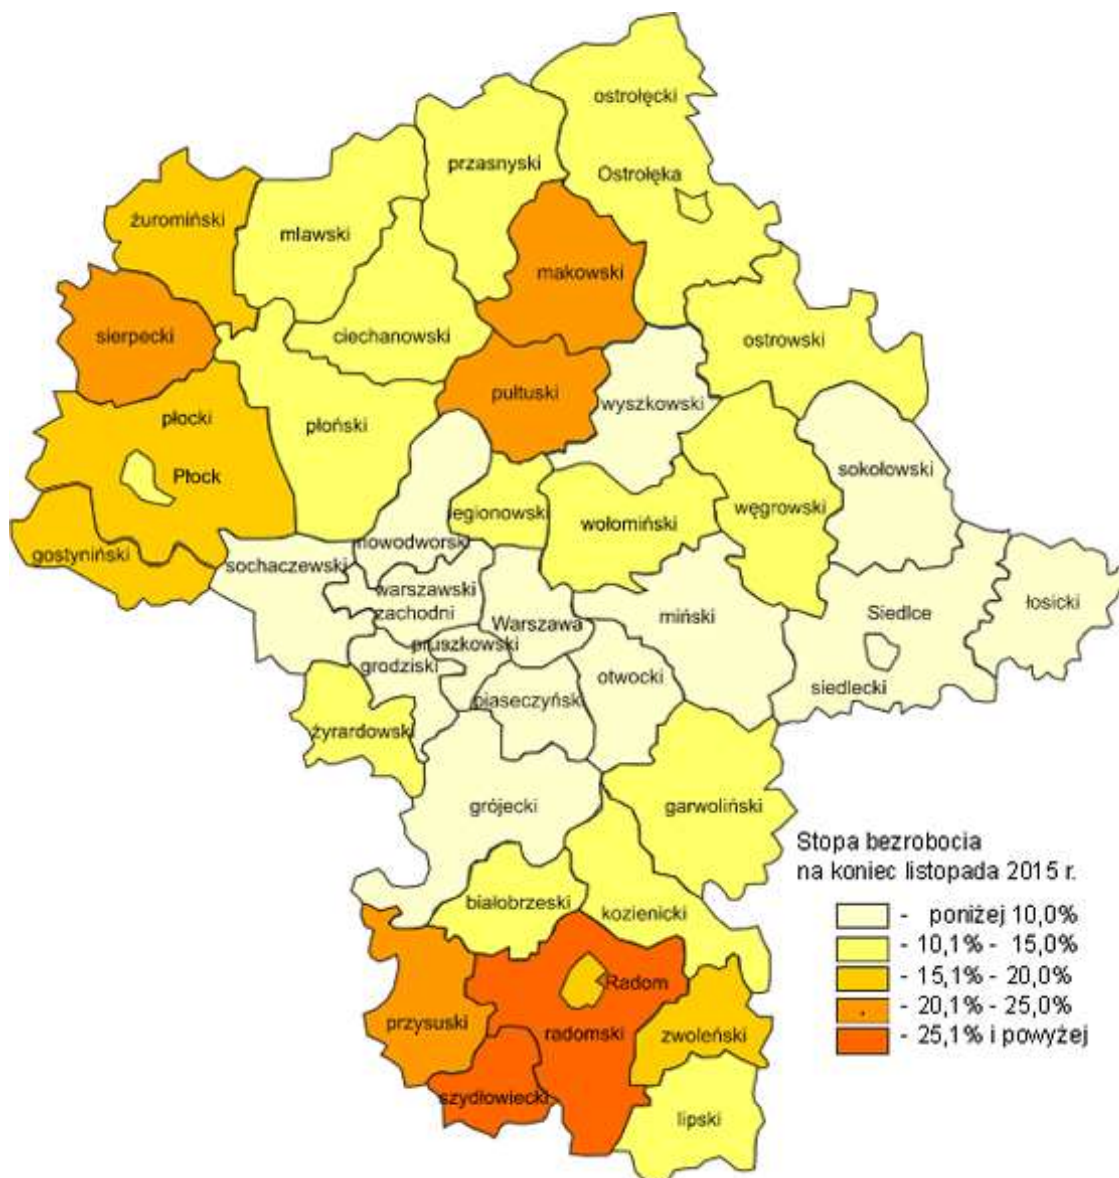 ostrołęcki
przasnyski
Ostrołęka
żuromiński
mlawski
makowski
sierpecki
ciechanowski
ostrowski
pułtuski
wyszkowski
płocki
płoński
sokołowski
Płock
legionowski
wołomiński
węgrowski
gostyniński
nowodworski
sochaczewski
warszawski
zachodni
Warszawa
miński
Siedlce
łosicki
pruszkowski
grodziski
otwocki
siedlecki
piaseczyński
żyrardowski
grójecki
garwoliński
Stopa bezrobocia
na koniec listopada 2015 r.
białobrzeski
kozienicki
- poniżej 10,0%
- 10,1% - 15,0%
- 15,1% - 20,0%
- 20,1% - 25,0%
- 25,1% i powyżej
Radom
przysuski
radomski
zwoleński
szydłowiecki
lipski